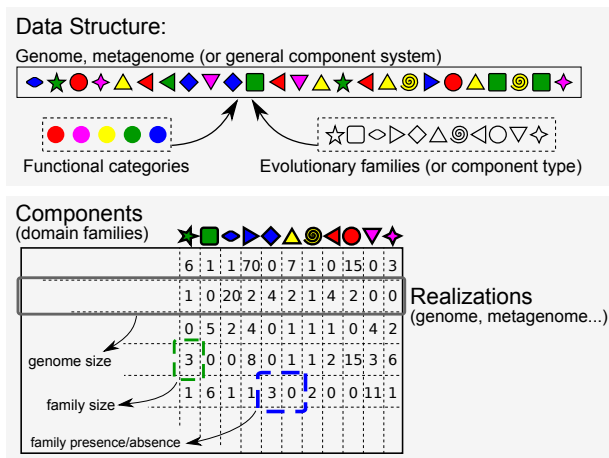 Data Structure:
Genome, metagenome (or general component system)
Functional categories
Evolutionary families (or component type)
Components
(domain families)
6 1 1 70 0 7 1 0 15 0 3
1 0 20 2 4 2 1 4 2 0 0
Realizations
(genome, metagenome...)
0 5 2 4 0 1 1 1 0 4 2
genome size
3 0 0 8 0 1 1 2 15 3 6
1 6 1 1 3 0 2 0 0 11 1
family size
family presence/absence